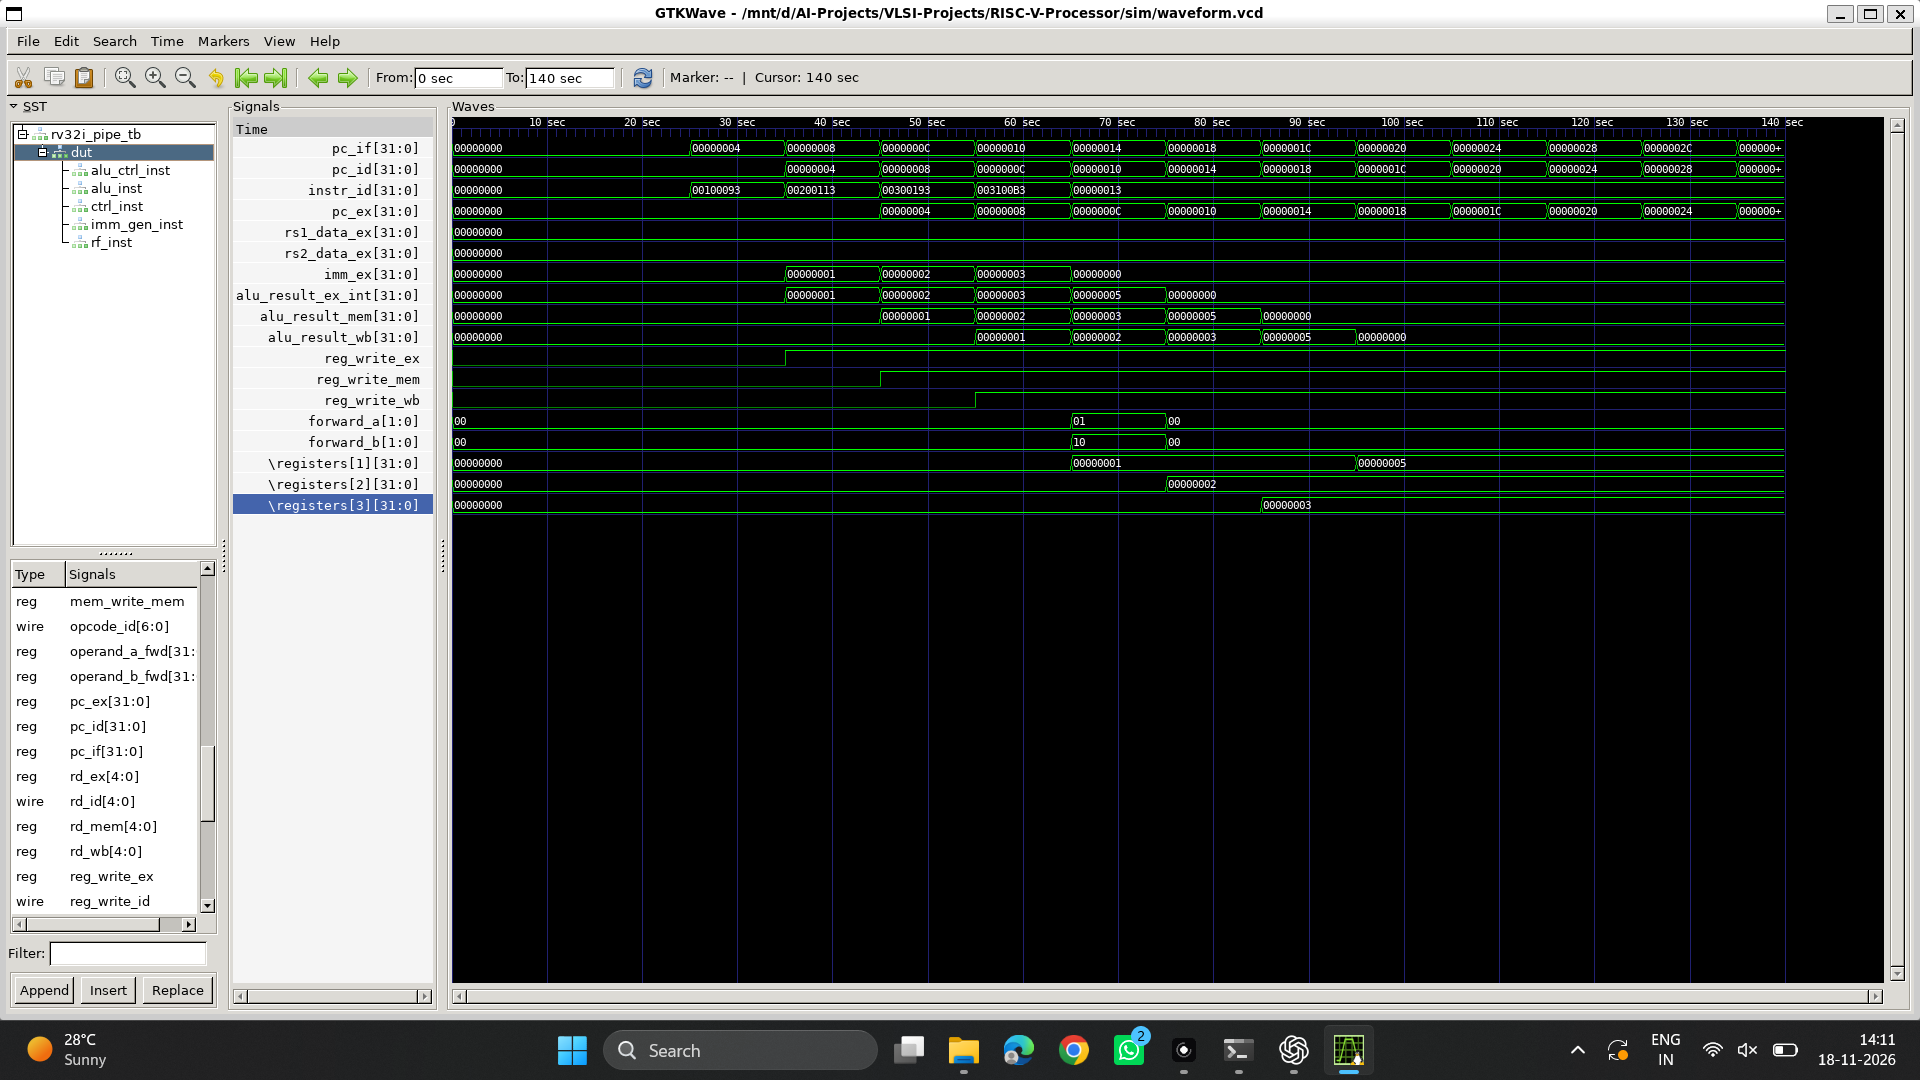 GTKWave - /mnt/d/AI-Projects/VLSI-Projects/RISC-V-Processor/sim/waveform.vcd
File Edit Search Time Markers View Help
From: 0 sec To: 140 sec Marker: -- | Cursor: 140 sec
SST
rv32i_pipe_tb
dut
alu_ctrl_inst
alu_inst
ctrl_inst
imm_gen_inst
rf_inst
Type Signals
reg mem_write_mem
wire opcode_id[6:0]
reg operand_a_fwd[31:
reg operand_b_fwd[31:
reg pc_ex[31:0]
reg pc_id[31:0]
reg pc_if[31:0]
reg rd_ex[4:0]
wire rd_id[4:0]
reg rd_mem[4:0]
reg rd_wb[4:0]
reg reg_write_ex
wire reg_write_id
Filter:
Append Insert Replace
Signals
Time
pc_if[31:0]
pc_id[31:0]
instr_id[31:0]
pc_ex[31:0]
rs1_data_ex[31:0]
rs2_data_ex[31:0]
imm_ex[31:0]
alu_result_ex_int[31:0]
alu_result_mem[31:0]
alu_result_wb[31:0]
reg_write_ex
reg_write_mem
reg_write_wb
forward_a[1:0]
forward_b[1:0]
\registers[1][31:0]
\registers[2][31:0]
\registers[3][31:0]
Waves
0 10 sec 20 sec 30 sec 40 sec 50 sec 60 sec 70 sec 80 sec 90 sec 100 sec 110 sec 120 sec 130 sec 140 sec
00000000 00000004 00000008 0000000C 00000010 00000014 00000018 0000001C 00000020 00000024 00000028 0000002C 000000+
00000000 00000004 00000008 0000000C 00000010 00000014 00000018 0000001C 00000020 00000024 00000028 000000+
00000000 00100093 00200113 00300193 003100B3 00000013
00000000 00000004 00000008 0000000C 00000010 00000014 00000018 0000001C 00000020 00000024 000000+
00000000
00000000
00000000 00000001 00000002 00000003 00000000
00000000 00000001 00000002 00000003 00000005 00000000
00000000 00000001 00000002 00000003 00000005 00000000
00000000 00000001 00000002 00000003 00000005 00000000
00 01 00
00 10 00
00000000 00000001 00000005
00000000 00000002
00000000 00000003
28°C
Sunny
Search
2
ENG
IN
14:11
18-11-2026